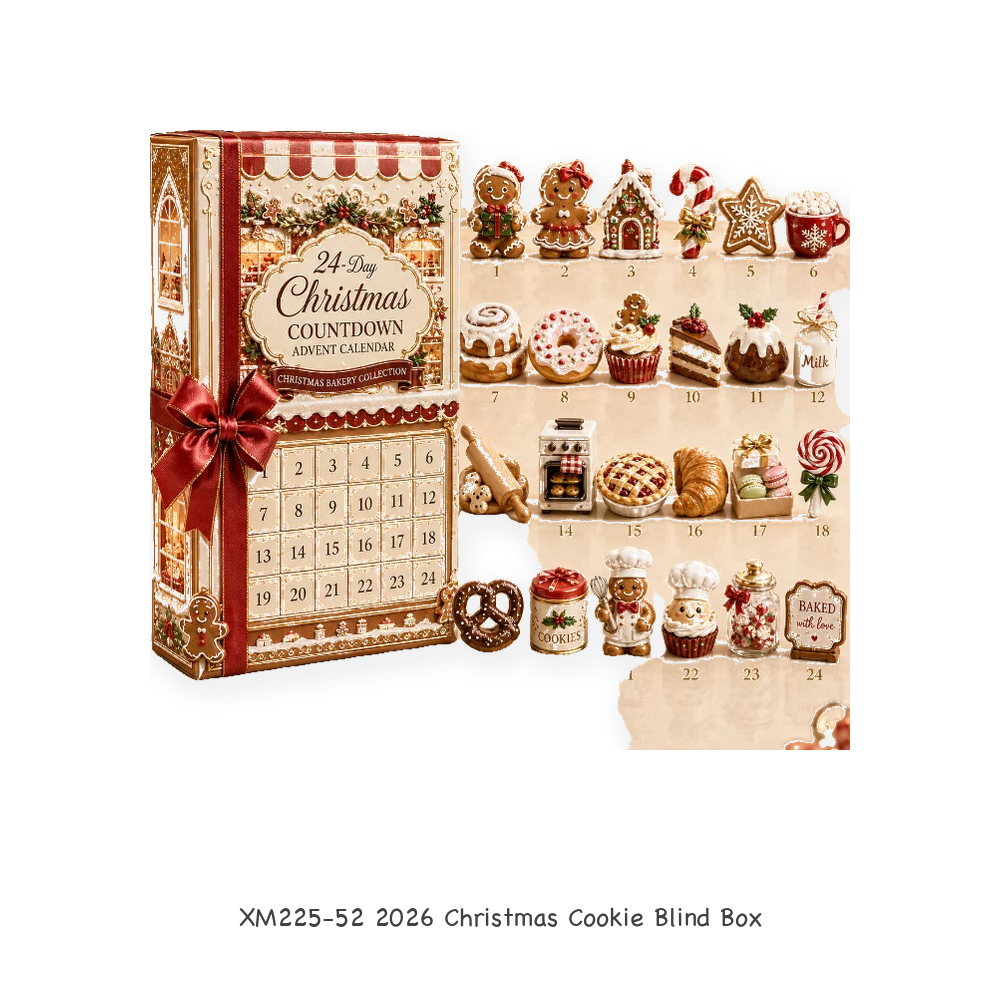 24-Day
Christmas
COUNTDOWN
ADVENT CALENDAR
CHRISTMAS BAKERY COLLECTION
1 2 3 4 5 6
7 8 9 10 11 12
13 14 15 16 17 18
19 20 21 22 23 24
1 2 3 4 5 6
Milk
7 8 9 10 11 12
14 15 16 17 18
COOKIES
BAKED
with love
22 23 24
XM225-52 2026 Christmas Cookie Blind Box